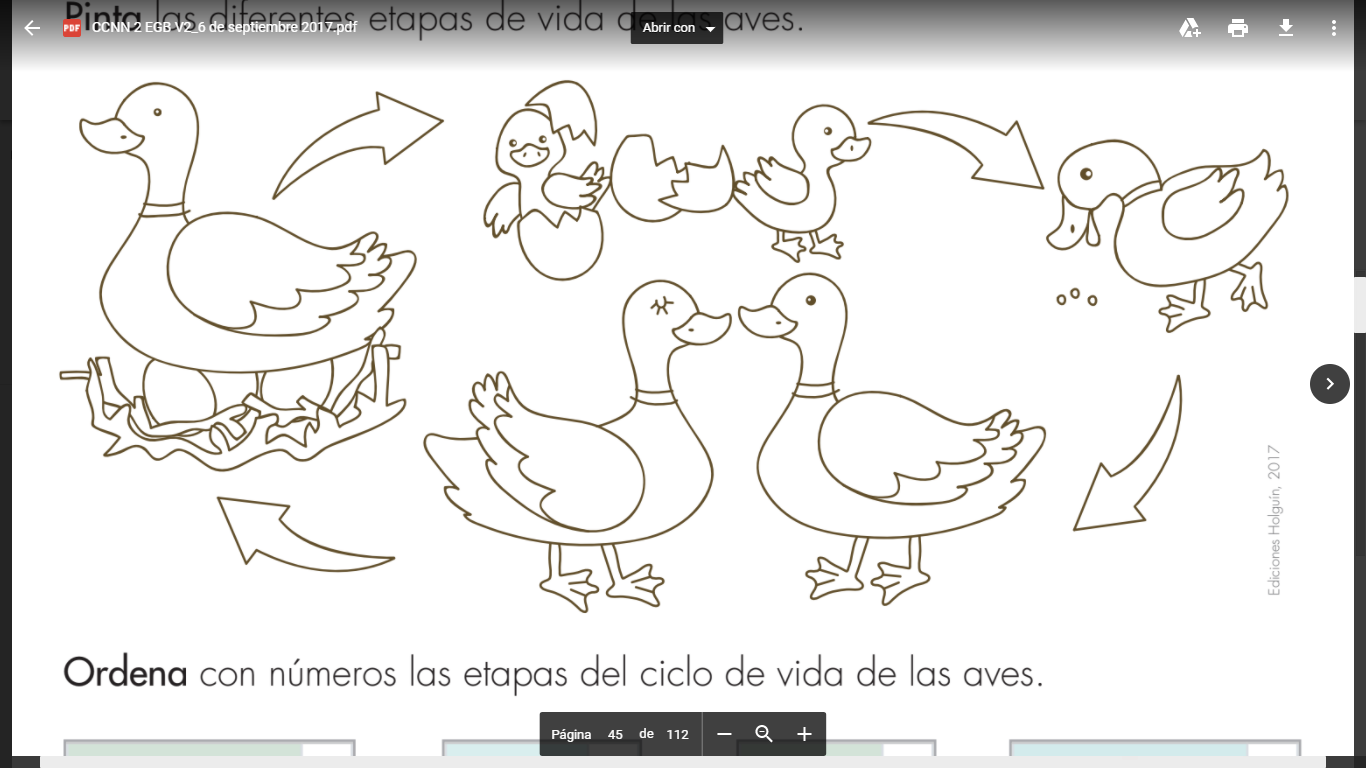 Pinta las diferentes etapas de vida de las aves.
PDF CCNN 2 EGB V2_6 de septiembre 2017.pdf
Abrir con
Ediciones Holguín, 2017
Ordena con números las etapas del ciclo de vida de las aves.
Página 45 de 112